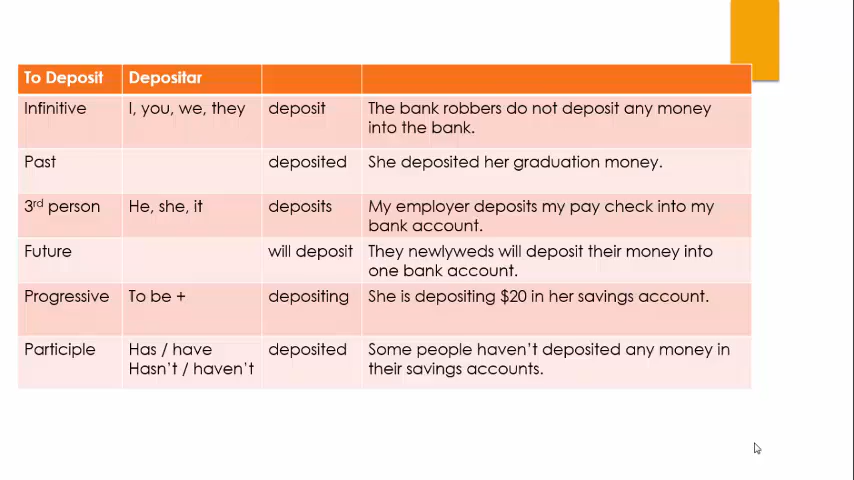 To Deposit Depositar
Infinitive I, you, we, they deposit The bank robbers do not deposit any money
into the bank.
Past deposited She deposited her graduation money.
3rd person He, she, it deposits My employer deposits my pay check into my
bank account.
Future will deposit They newlyweds will deposit their money into
one bank account.
Progressive To be + depositing She is depositing $20 in her savings account.
Participle Has / have deposited Some people haven't deposited any money in
Hasn't / haven't their savings accounts.